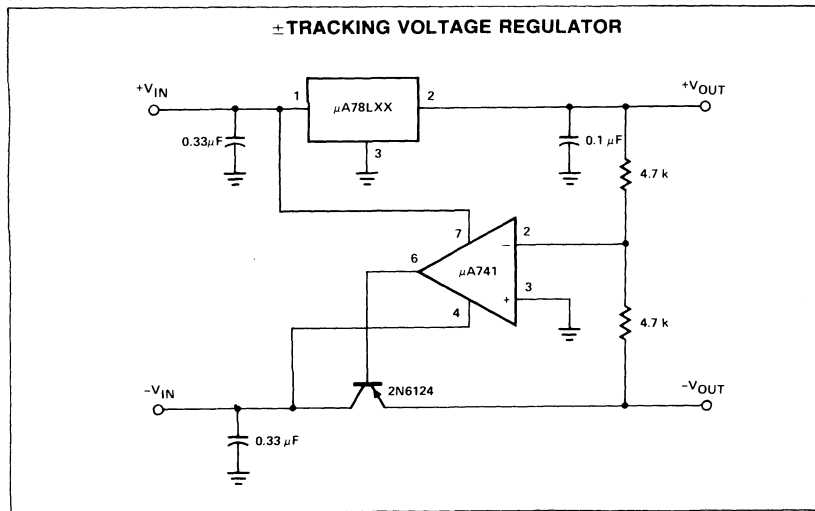 ±TRACKING VOLTAGE REGULATOR
+VIN
1
μA78LXX
2
+VOUT
0.33μF
3
0.1 μF
4.7 k
7
2
6
−
μA741
3
+
4
4.7 k
−VIN
2N6124
−VOUT
0.33 μF